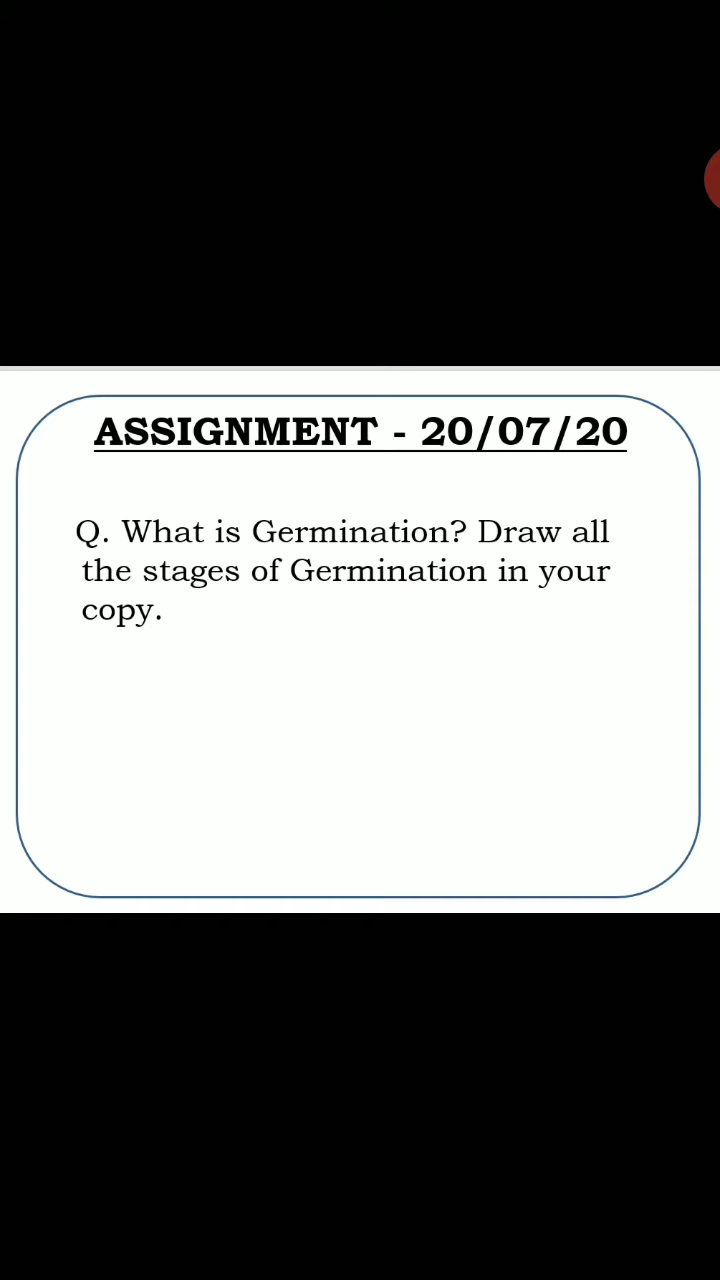 ASSIGNMENT - 20/07/20
Q. What is Germination? Draw all
the stages of Germination in your
copy.